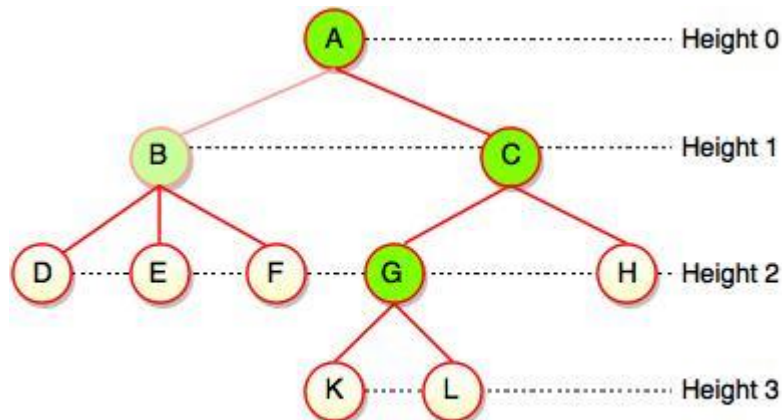 A Height 0
B C Height 1
D E F G H Height 2
K L Height 3